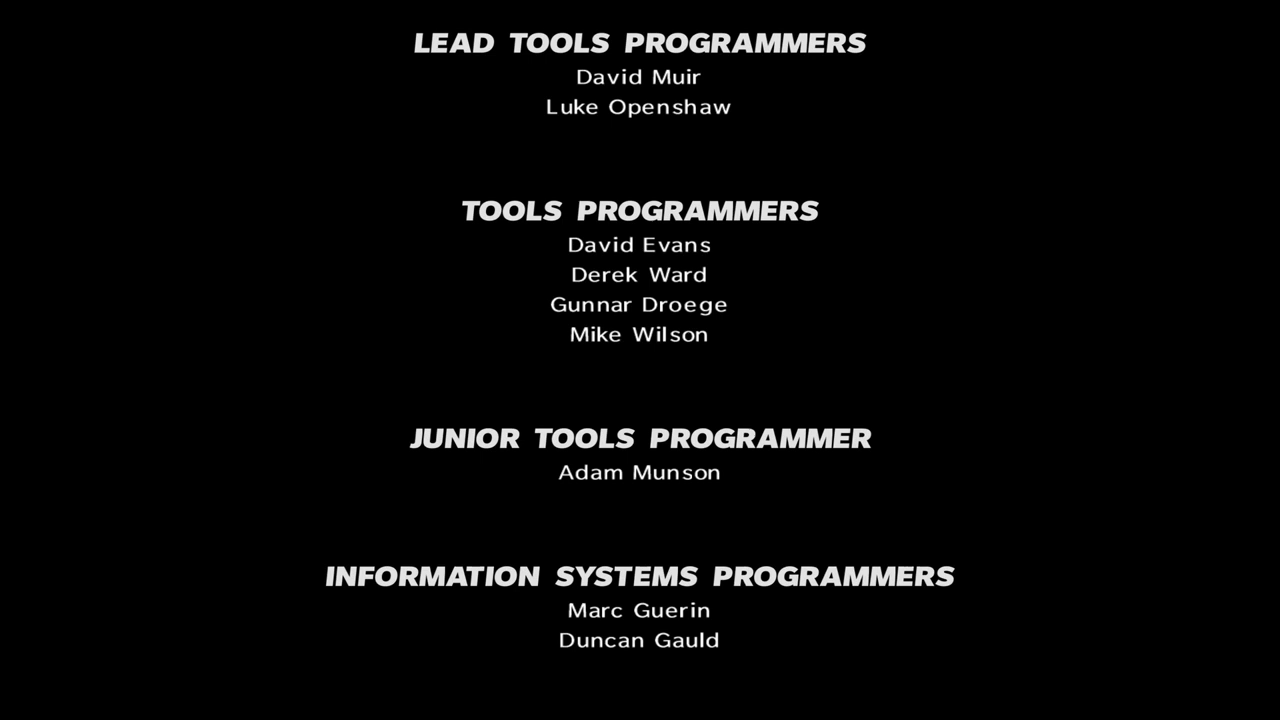 LEAD TOOLS PROGRAMMERS
David Muir
Luke Openshaw
TOOLS PROGRAMMERS
David Evans
Derek Ward
Gunnar Droege
Mike Wilson
JUNIOR TOOLS PROGRAMMER
Adam Munson
INFORMATION SYSTEMS PROGRAMMERS
Marc Guerin
Duncan Gauld